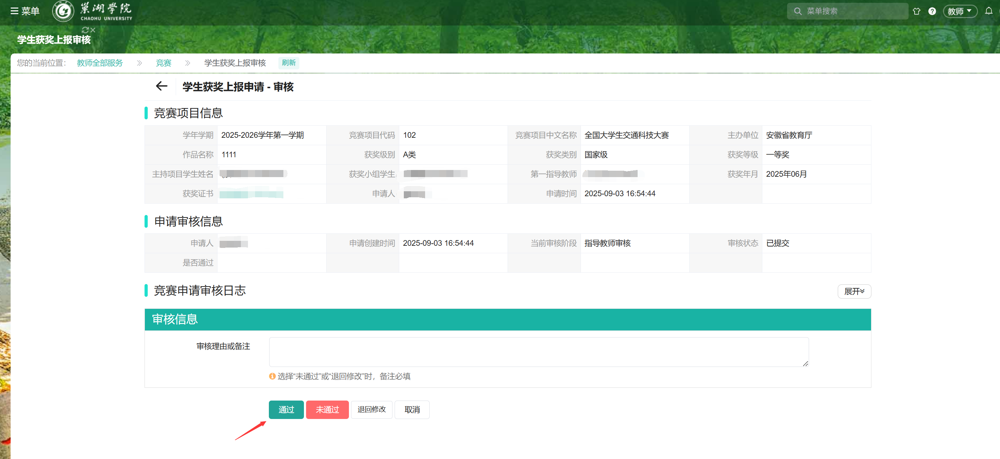 菜单
巢湖學院
CHAOHU UNIVERSITY
菜单搜索
教师
学生获奖上报审核
您的当前位置： 教师全部服务 竞赛 学生获奖上报审核 刷新
学生获奖上报申请 - 审核
竞赛项目信息
学年学期 2025-2026学年第一学期 竞赛项目代码 102 竞赛项目中文名称 全国大学生交通科技大赛 主办单位 安徽省教育厅
作品名称 1111 获奖级别 A类 获奖类别 国家级 获奖等级 一等奖
主持项目学生姓名 获奖小组学生 第一指导教师 获奖年月 2025年06月
获奖证书 申请人 申请时间 2025-09-03 16:54:44
申请审核信息
申请人 申请创建时间 2025-09-03 16:54:44 当前审核阶段 指导教师审核 审核状态 已提交
是否通过
竞赛申请审核日志
展开
审核信息
审核理由或备注
选择“未通过”或“退回修改”时，备注必填
通过 未通过 退回修改 取消